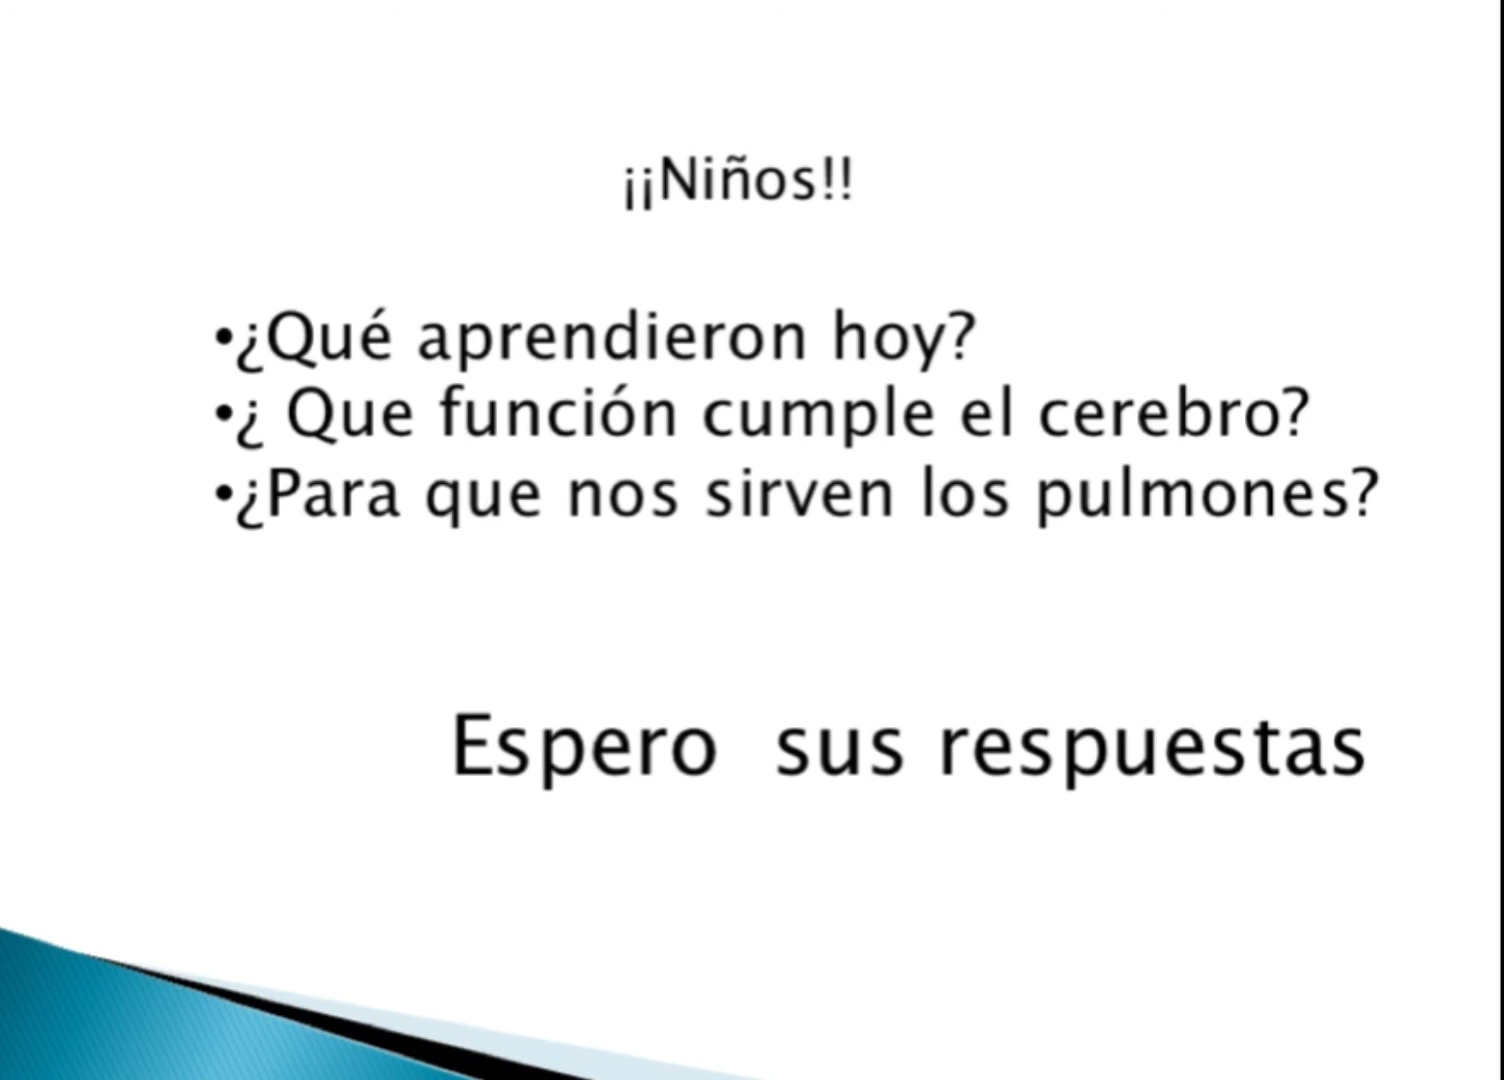 ¡¡Niños!!
•¿Qué aprendieron hoy?
•¿ Que función cumple el cerebro?
•¿Para que nos sirven los pulmones?
Espero  sus respuestas